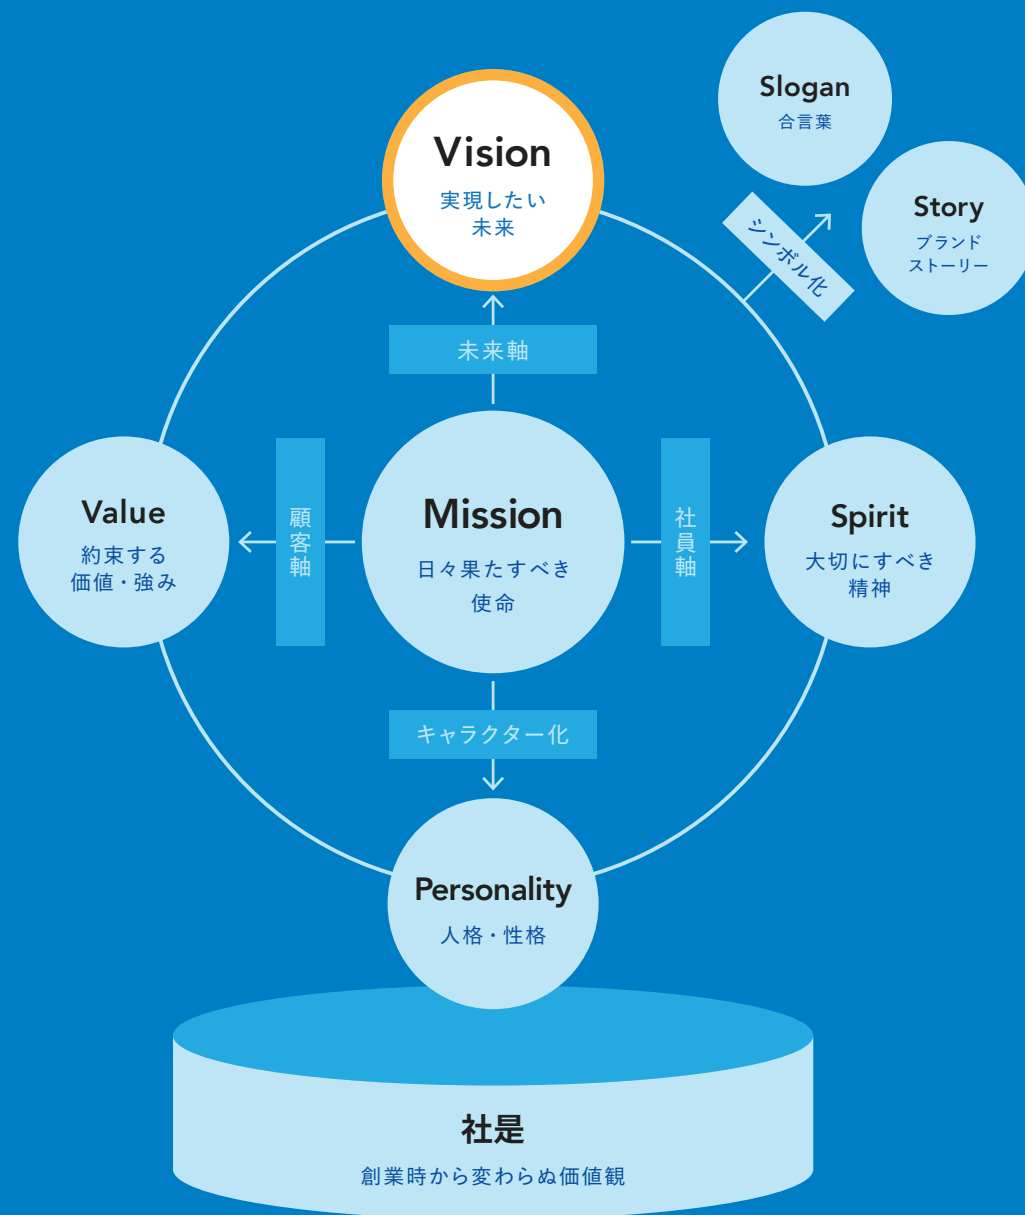 Slogan
合言葉
Vision
実現したい
未来
Story
ブランド
ストーリー
シンボル化
未来軸
Value
約束する
価値・強み
顧客軸
Mission
日々果たすべき
使命
社員軸
Spirit
大切にすべき
精神
キャラクター化
Personality
人格・性格
社是
創業時から変わらぬ価値観